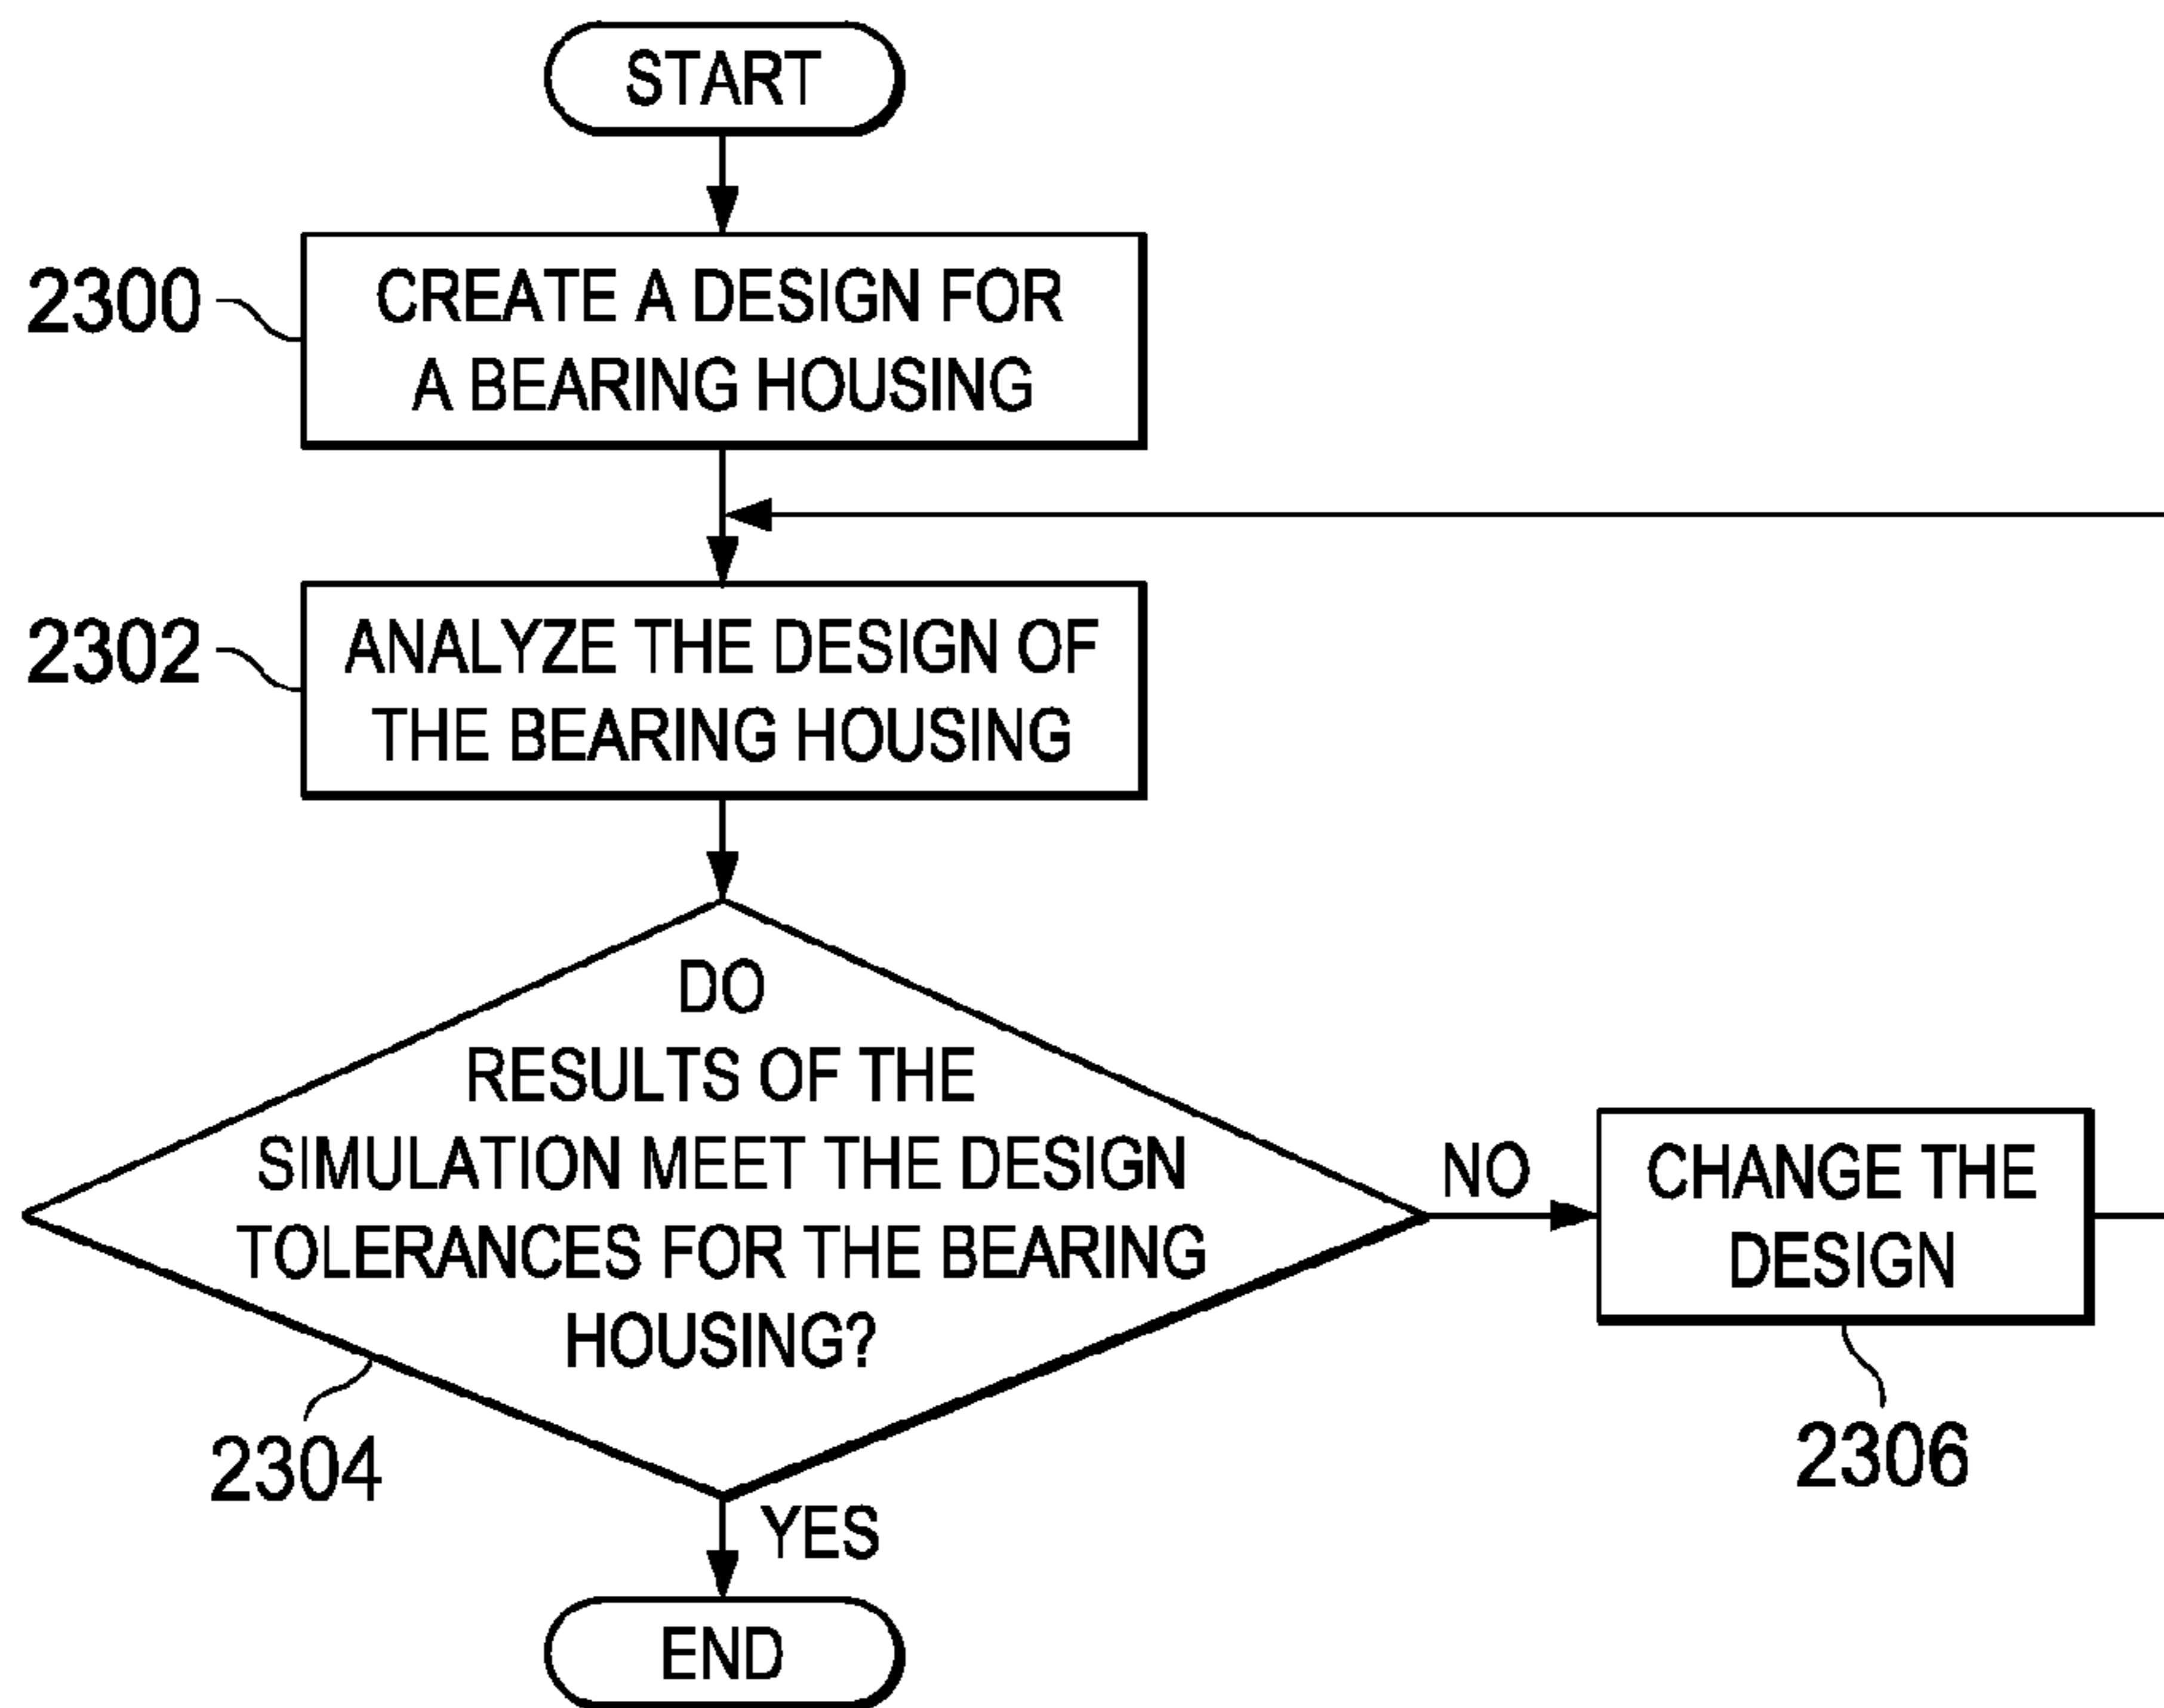 START
2300
CREATE A DESIGN FOR
A BEARING HOUSING
2302
ANALYZE THE DESIGN OF
THE BEARING HOUSING
DO
RESULTS OF THE
SIMULATION MEET THE DESIGN
TOLERANCES FOR THE BEARING
HOUSING?
2304
NO
CHANGE THE
DESIGN
2306
YES
END